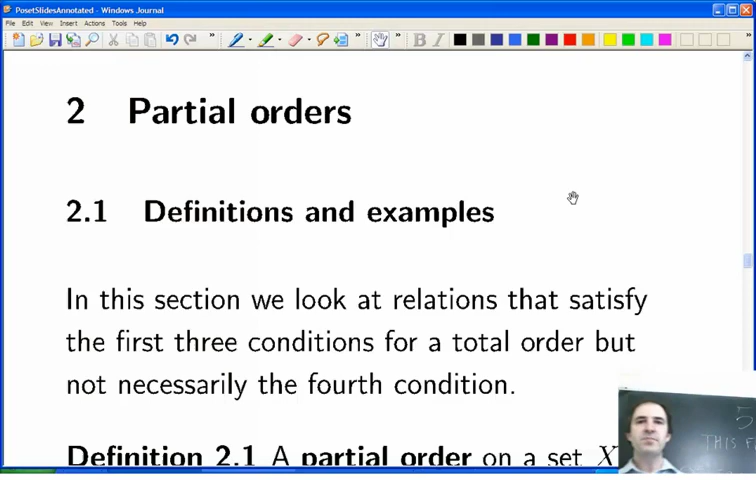 PosetSlidesAnnotated - Windows Journal
File Edit View Insert Actions Tools Help
B I
2 Partial orders
2.1 Definitions and examples
In this section we look at relations that satisfy
the first three conditions for a total order but
not necessarily the fourth condition.
5
THIS F
Definition 2.1 A partial order on a set X